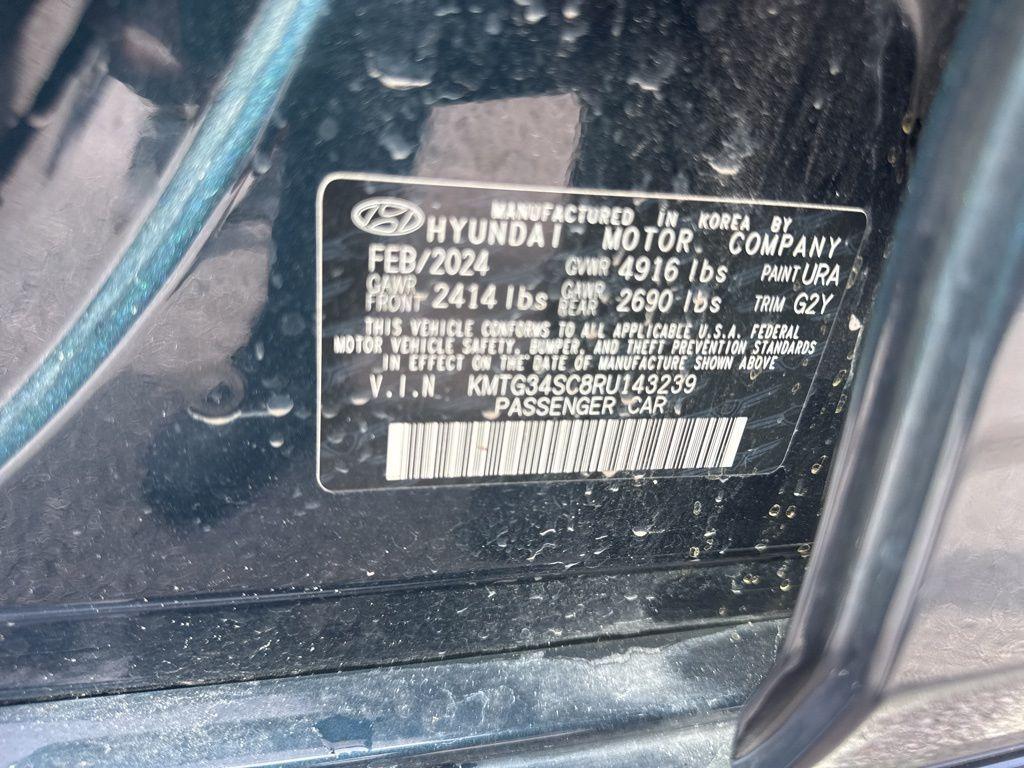 MANUFACTURED IN KOREA BY
HYUNDAI MOTOR COMPANY
FEB/2024 GVWR 4916 lbs PAINT URA
GAWR FRONT 2414 lbs GAWR REAR 2690 lbs TRIM G2Y
THIS VEHICLE CONFORMS TO ALL APPLICABLE U.S.A. FEDERAL
MOTOR VEHICLE SAFETY, BUMPER, AND THEFT PREVENTION STANDARDS
IN EFFECT ON THE DATE OF MANUFACTURE SHOWN ABOVE
V.I.N KMTG34SC8RU143239
PASSENGER CAR